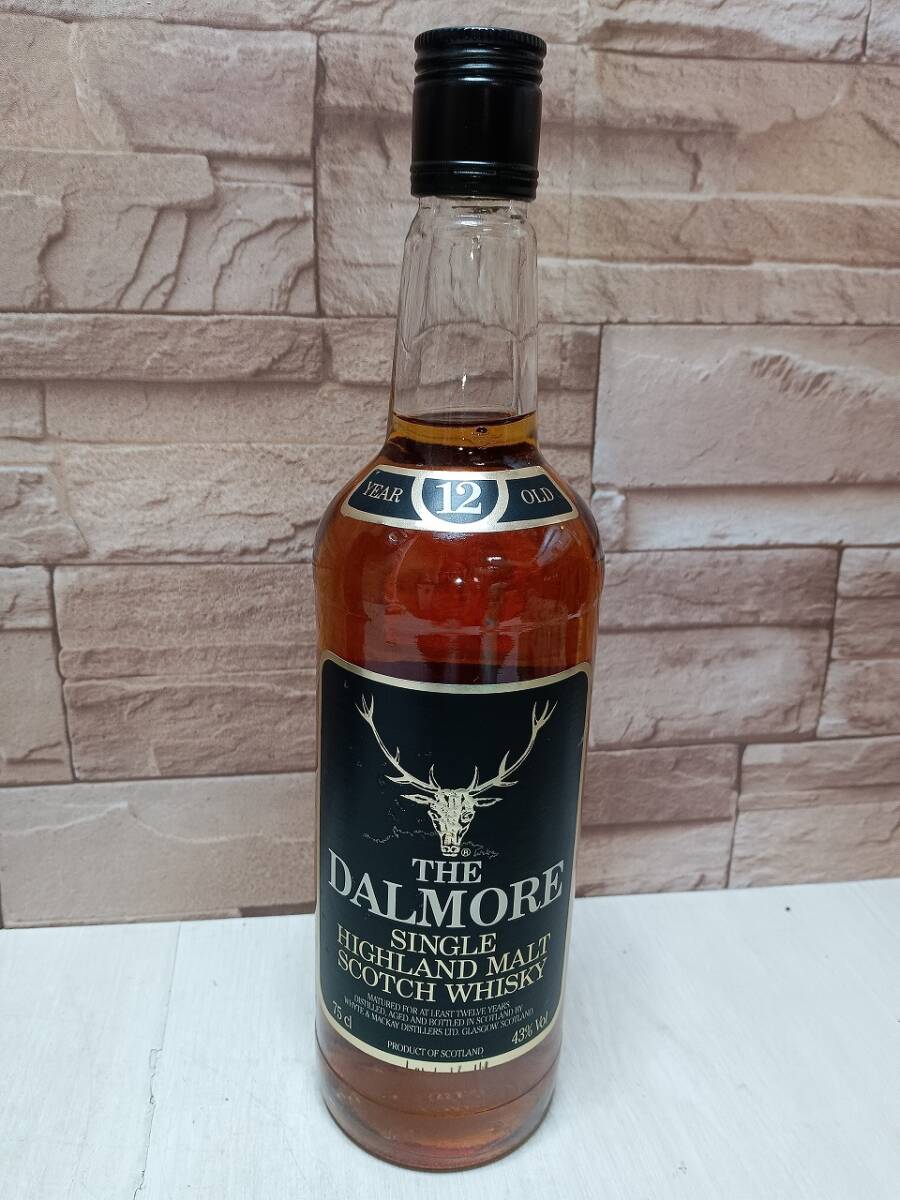 YEAR 12 OLD
®
THE
DALMORE
SINGLE
HIGHLAND MALT
SCOTCH WHISKY
MATURED FOR AT LEAST TWELVE YEARS
DISTILLED, AGED AND BOTTLED IN SCOTLAND BY
WHYTE & MACKAY DISTILLERS LTD. GLASGOW SCOTLAND
75 cl
43% Vol
PRODUCT OF SCOTLAND